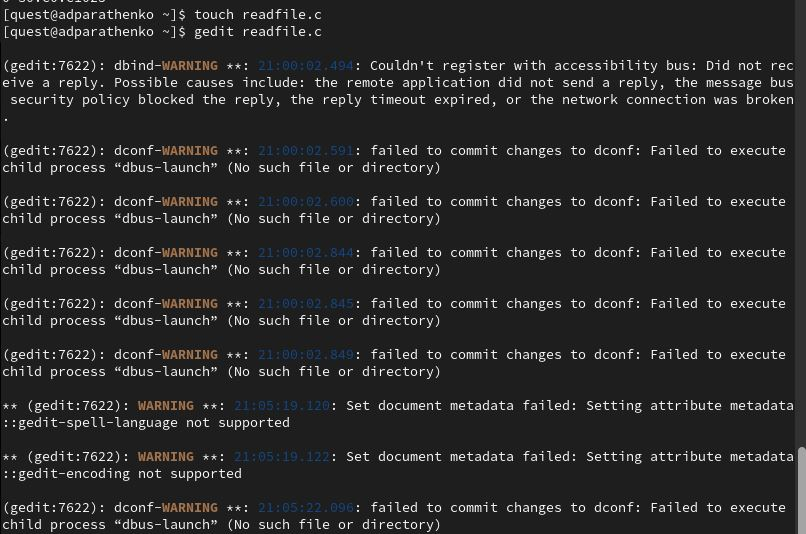 [quest@adparathenko ~]$ touch readfile.c
[quest@adparathenko ~]$ gedit readfile.c
(gedit:7622): dbind-WARNING **: 21:00:02.494: Couldn't register with accessibility bus: Did not rec
eive a reply. Possible causes include: the remote application did not send a reply, the message bus
security policy blocked the reply, the reply timeout expired, or the network connection was broken
.
(gedit:7622): dconf-WARNING **: 21:00:02.591: failed to commit changes to dconf: Failed to execute
child process “dbus-launch” (No such file or directory)
(gedit:7622): dconf-WARNING **: 21:00:02.600: failed to commit changes to dconf: Failed to execute
child process “dbus-launch” (No such file or directory)
(gedit:7622): dconf-WARNING **: 21:00:02.844: failed to commit changes to dconf: Failed to execute
child process “dbus-launch” (No such file or directory)
(gedit:7622): dconf-WARNING **: 21:00:02.845: failed to commit changes to dconf: Failed to execute
child process “dbus-launch” (No such file or directory)
(gedit:7622): dconf-WARNING **: 21:00:02.849: failed to commit changes to dconf: Failed to execute
child process “dbus-launch” (No such file or directory)
** (gedit:7622): WARNING **: 21:05:19.120: Set document metadata failed: Setting attribute metadata
::gedit-spell-language not supported
** (gedit:7622): WARNING **: 21:05:19.122: Set document metadata failed: Setting attribute metadata
::gedit-encoding not supported
(gedit:7622): dconf-WARNING **: 21:05:22.096: failed to commit changes to dconf: Failed to execute
child process “dbus-launch” (No such file or directory)